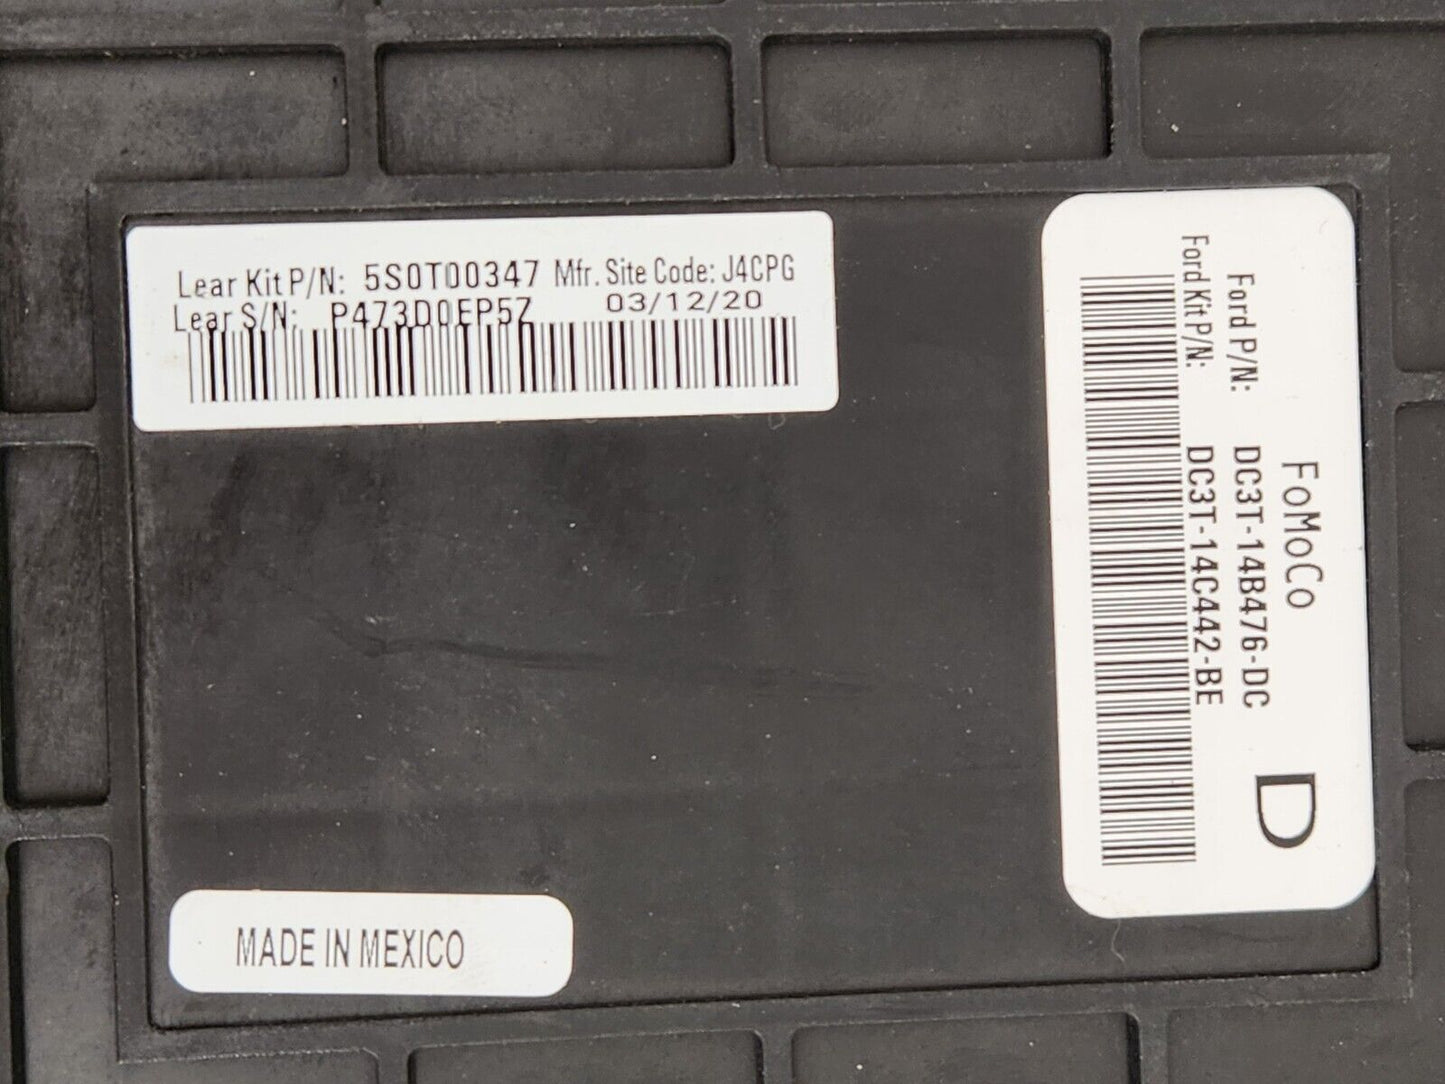 Lear Kit P/N: 5S0T00347 Mfr. Site Code: J4CPG
Lear S/N: P473D0EP5Z 03/12/20
FoMoCo D
Ford P/N: DC3T-14B476-DC
Ford Kit P/N: DC3T-14C442-BE
MADE IN MEXICO